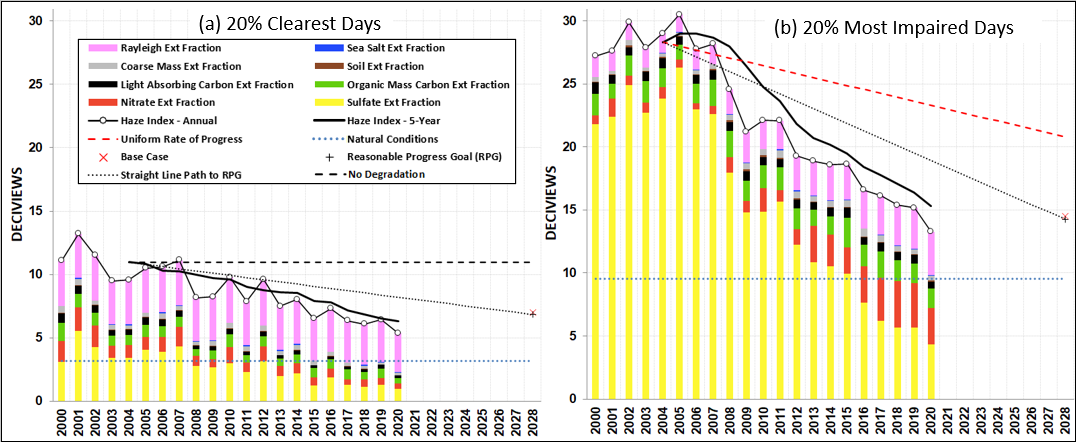 (a) 20% Clearest Days
DECIVIEWS
30
25
20
15
10
5
0
Rayleigh Ext Fraction
Sea Salt Ext Fraction
Coarse Mass Ext Fraction
Soil Ext Fraction
Light Absorbing Carbon Ext Fraction
Organic Mass Carbon Ext Fraction
Nitrate Ext Fraction
Sulfate Ext Fraction
Haze Index - Annual
Haze Index - 5-Year
Uniform Rate of Progress
Natural Conditions
Base Case
Reasonable Progress Goal (RPG)
Straight Line Path to RPG
No Degradation
2000 2001 2002 2003 2004 2005 2006 2007 2008 2009 2010 2011 2012 2013 2014 2015 2016 2017 2018 2019 2020 2021 2022 2023 2024 2025 2026 2027 2028
(b) 20% Most Impaired Days
DECIVIEWS
30
25
20
15
10
5
0
2000 2001 2002 2003 2004 2005 2006 2007 2008 2009 2010 2011 2012 2013 2014 2015 2016 2017 2018 2019 2020 2021 2022 2023 2024 2025 2026 2027 2028